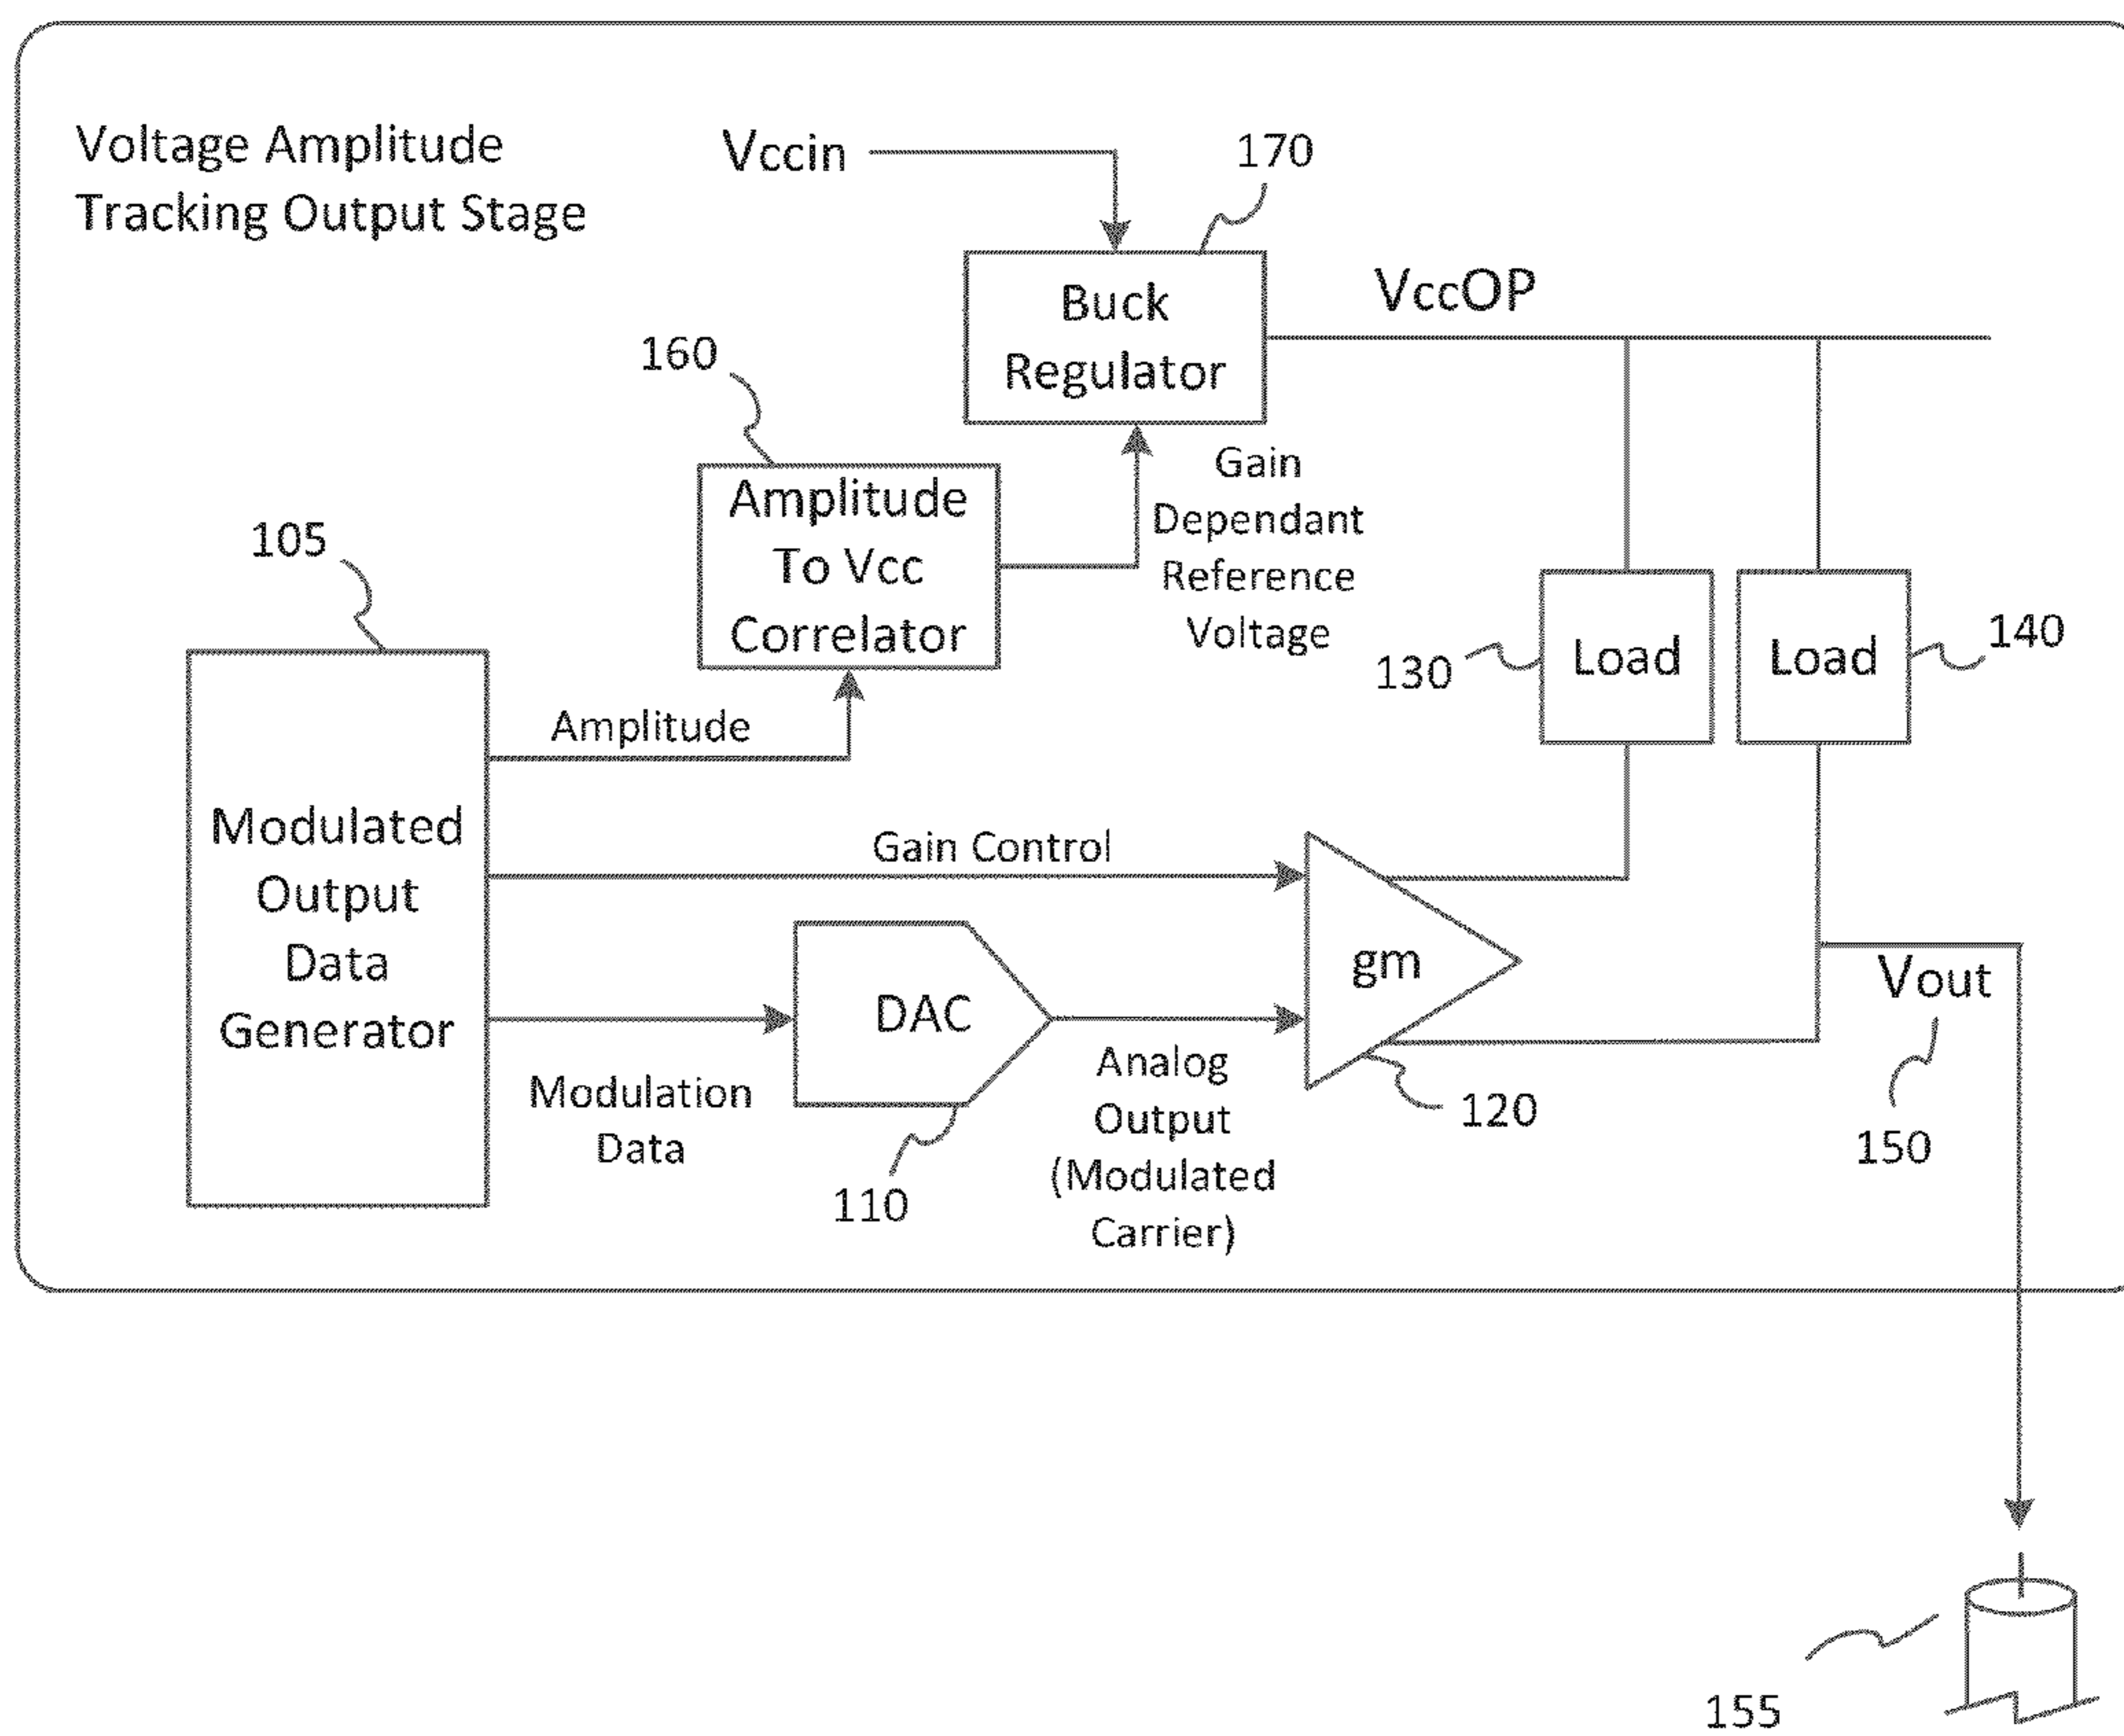 Voltage Amplitude
Tracking Output Stage
Vccin
170
Buck
Regulator
VccOP
160
Amplitude
To Vcc
Correlator
Gain
Dependant
Reference
Voltage
105
130
Load
Load
140
Amplitude
Modulated
Output
Data
Generator
Gain Control
gm
Vout
DAC
Modulation
Data
110
Analog
Output
(Modulated
Carrier)
120
150
155